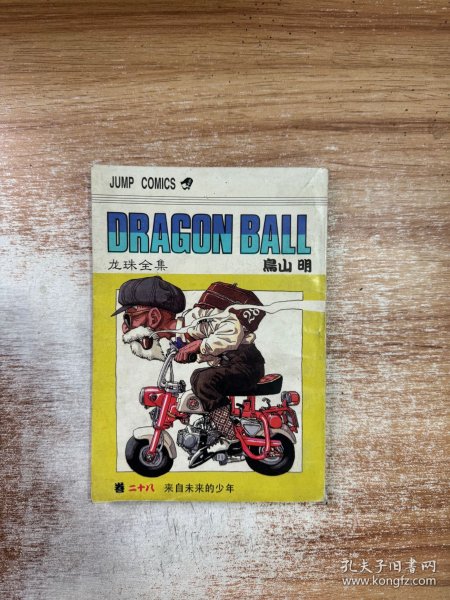 JUMP COMICS
DRAGON BALL
龙珠全集
鳥山 明
28
卷 二十八 来自未来的少年
孔夫子旧书网
www.kongfz.com